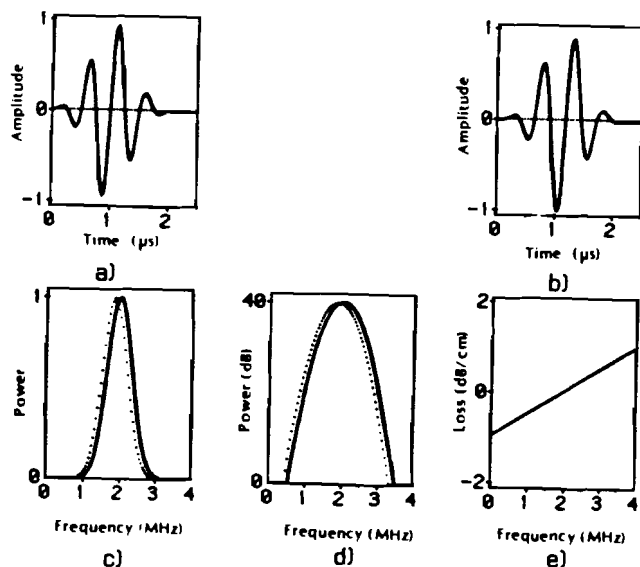 1
0
-1
Amplitude
0 1 2
Time (µs)
a)
1
0
-1
Amplitude
0 1 2
Time (µs)
b)
1
0
Power
0 1 2 3 4
Frequency (MHz)
c)
40
0
Power (dB)
0 1 2 3 4
Frequency (MHz)
d)
2
0
-2
Loss (dB/cm)
0 1 2 3 4
Frequency (MHz)
e)